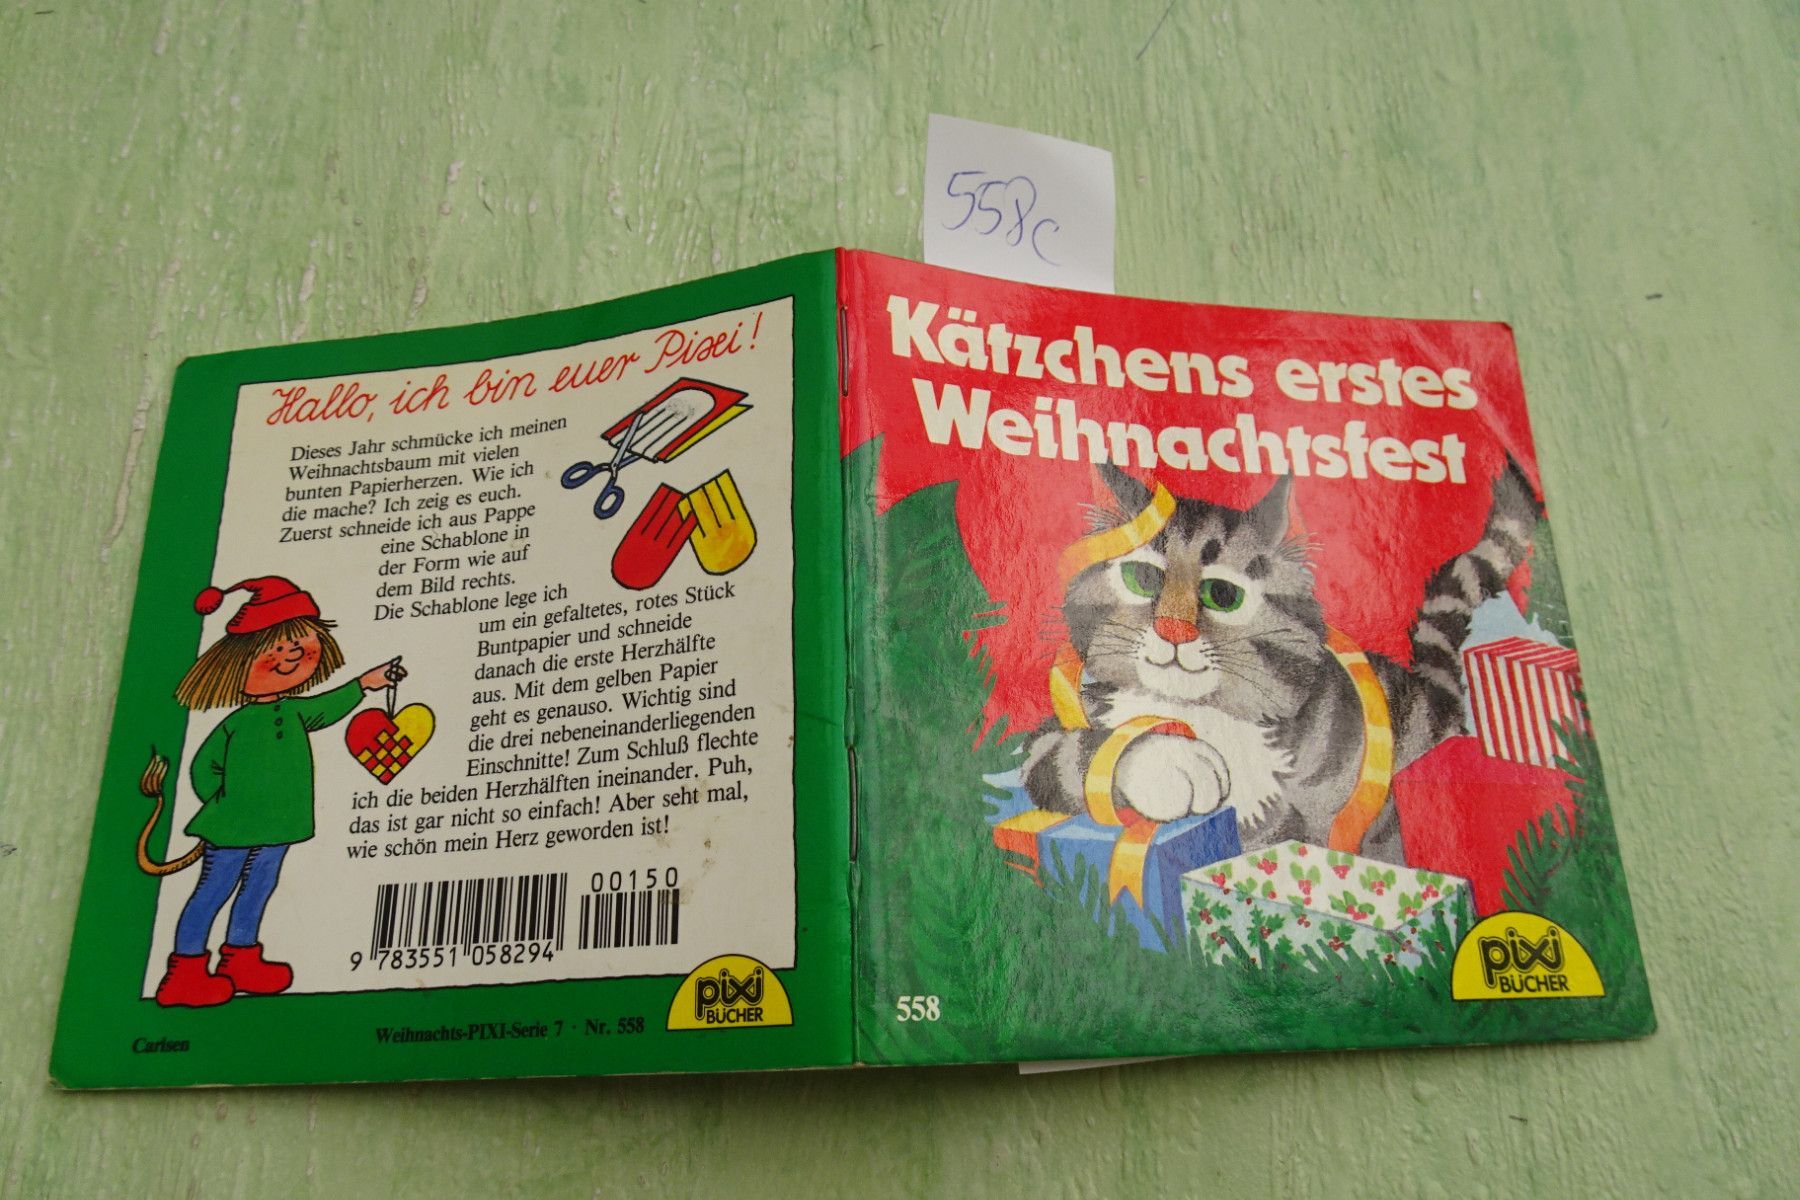 558c
Hallo, ich bin euer Pixi!
Dieses Jahr schmücke ich meinen
Weihnachtsbaum mit vielen
bunten Papierherzen. Wie ich
die mache? Ich zeig es euch.
Zuerst schneide ich aus Pappe
eine Schablone in
der Form wie auf
dem Bild rechts.
Die Schablone lege ich
um ein gefaltetes, rotes Stück
Buntpapier und schneide
danach die erste Herzhälfte
aus. Mit dem gelben Papier
geht es genauso. Wichtig sind
die drei nebeneinanderliegenden
Einschnitte! Zum Schluß flechte
ich die beiden Herzhälften ineinander. Puh,
das ist gar nicht so einfach! Aber seht mal,
wie schön mein Herz geworden ist!
00150
9 783551 058294
pixi
BÜCHER
Weihnachts-PIXI-Serie 7 · Nr. 558
Carlsen
Kätzchens erstes
Weihnachtsfest
558
pixi
BÜCHER